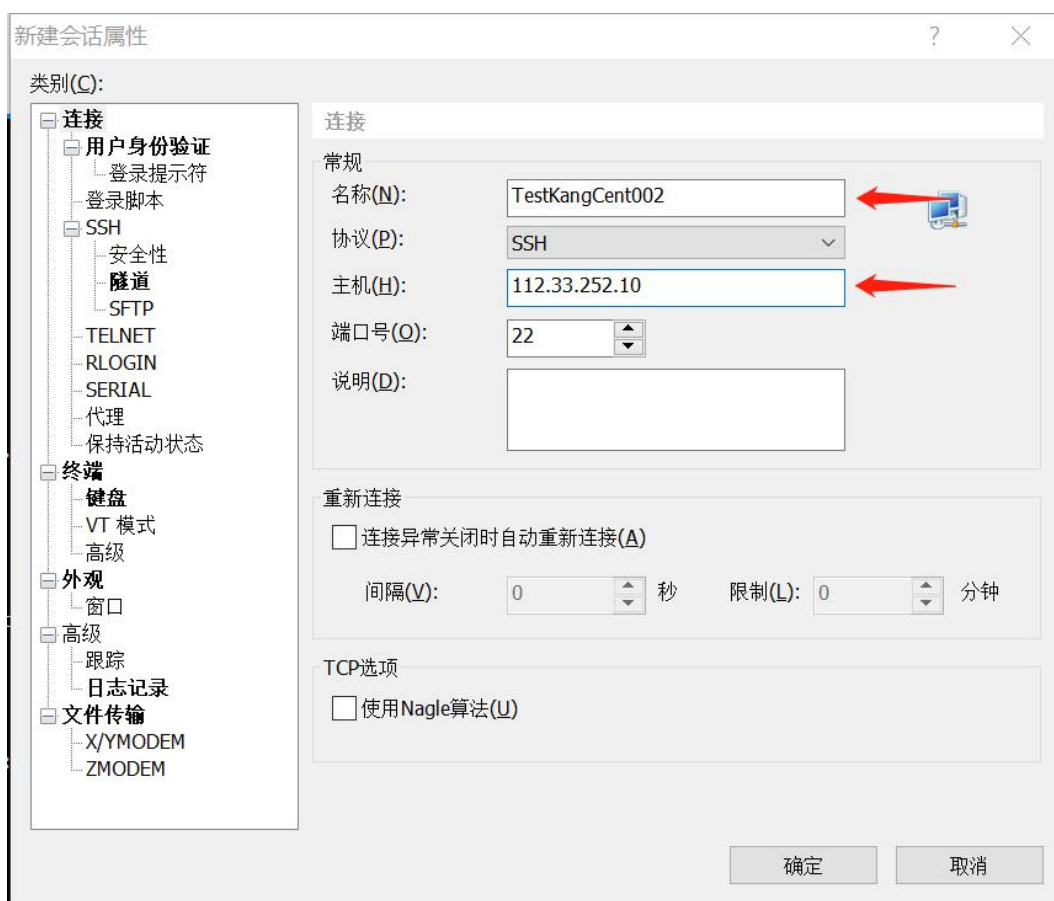 新建会话属性
类别(C):
连接
用户身份验证
登录提示符
登录脚本
SSH
安全性
隧道
SFTP
TELNET
RLOGIN
SERIAL
代理
保持活动状态
终端
键盘
VT 模式
高级
外观
窗口
高级
跟踪
日志记录
文件传输
X/YMODEM
ZMODEM
连接
常规
名称(N): TestKangCent002
协议(P): SSH
主机(H): 112.33.252.10
端口号(O): 22
说明(D):
重新连接
连接异常关闭时自动重新连接(A)
间隔(V): 0 秒 限制(L): 0 分钟
TCP选项
使用Nagle算法(U)
确定 取消